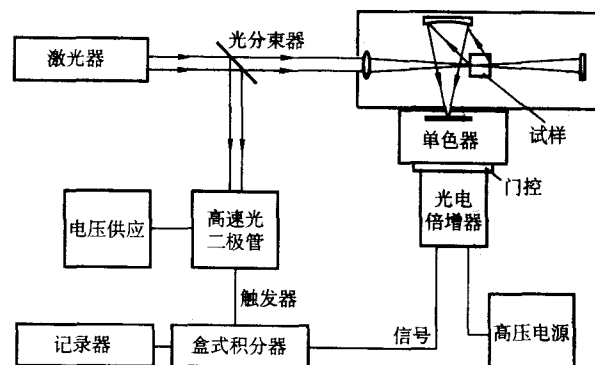 激光器
光分束器
试样
单色器
门控
光电
倍增器
电压供应
高速光
二极管
触发器
信号
高压电源
记录器
盒式积分器